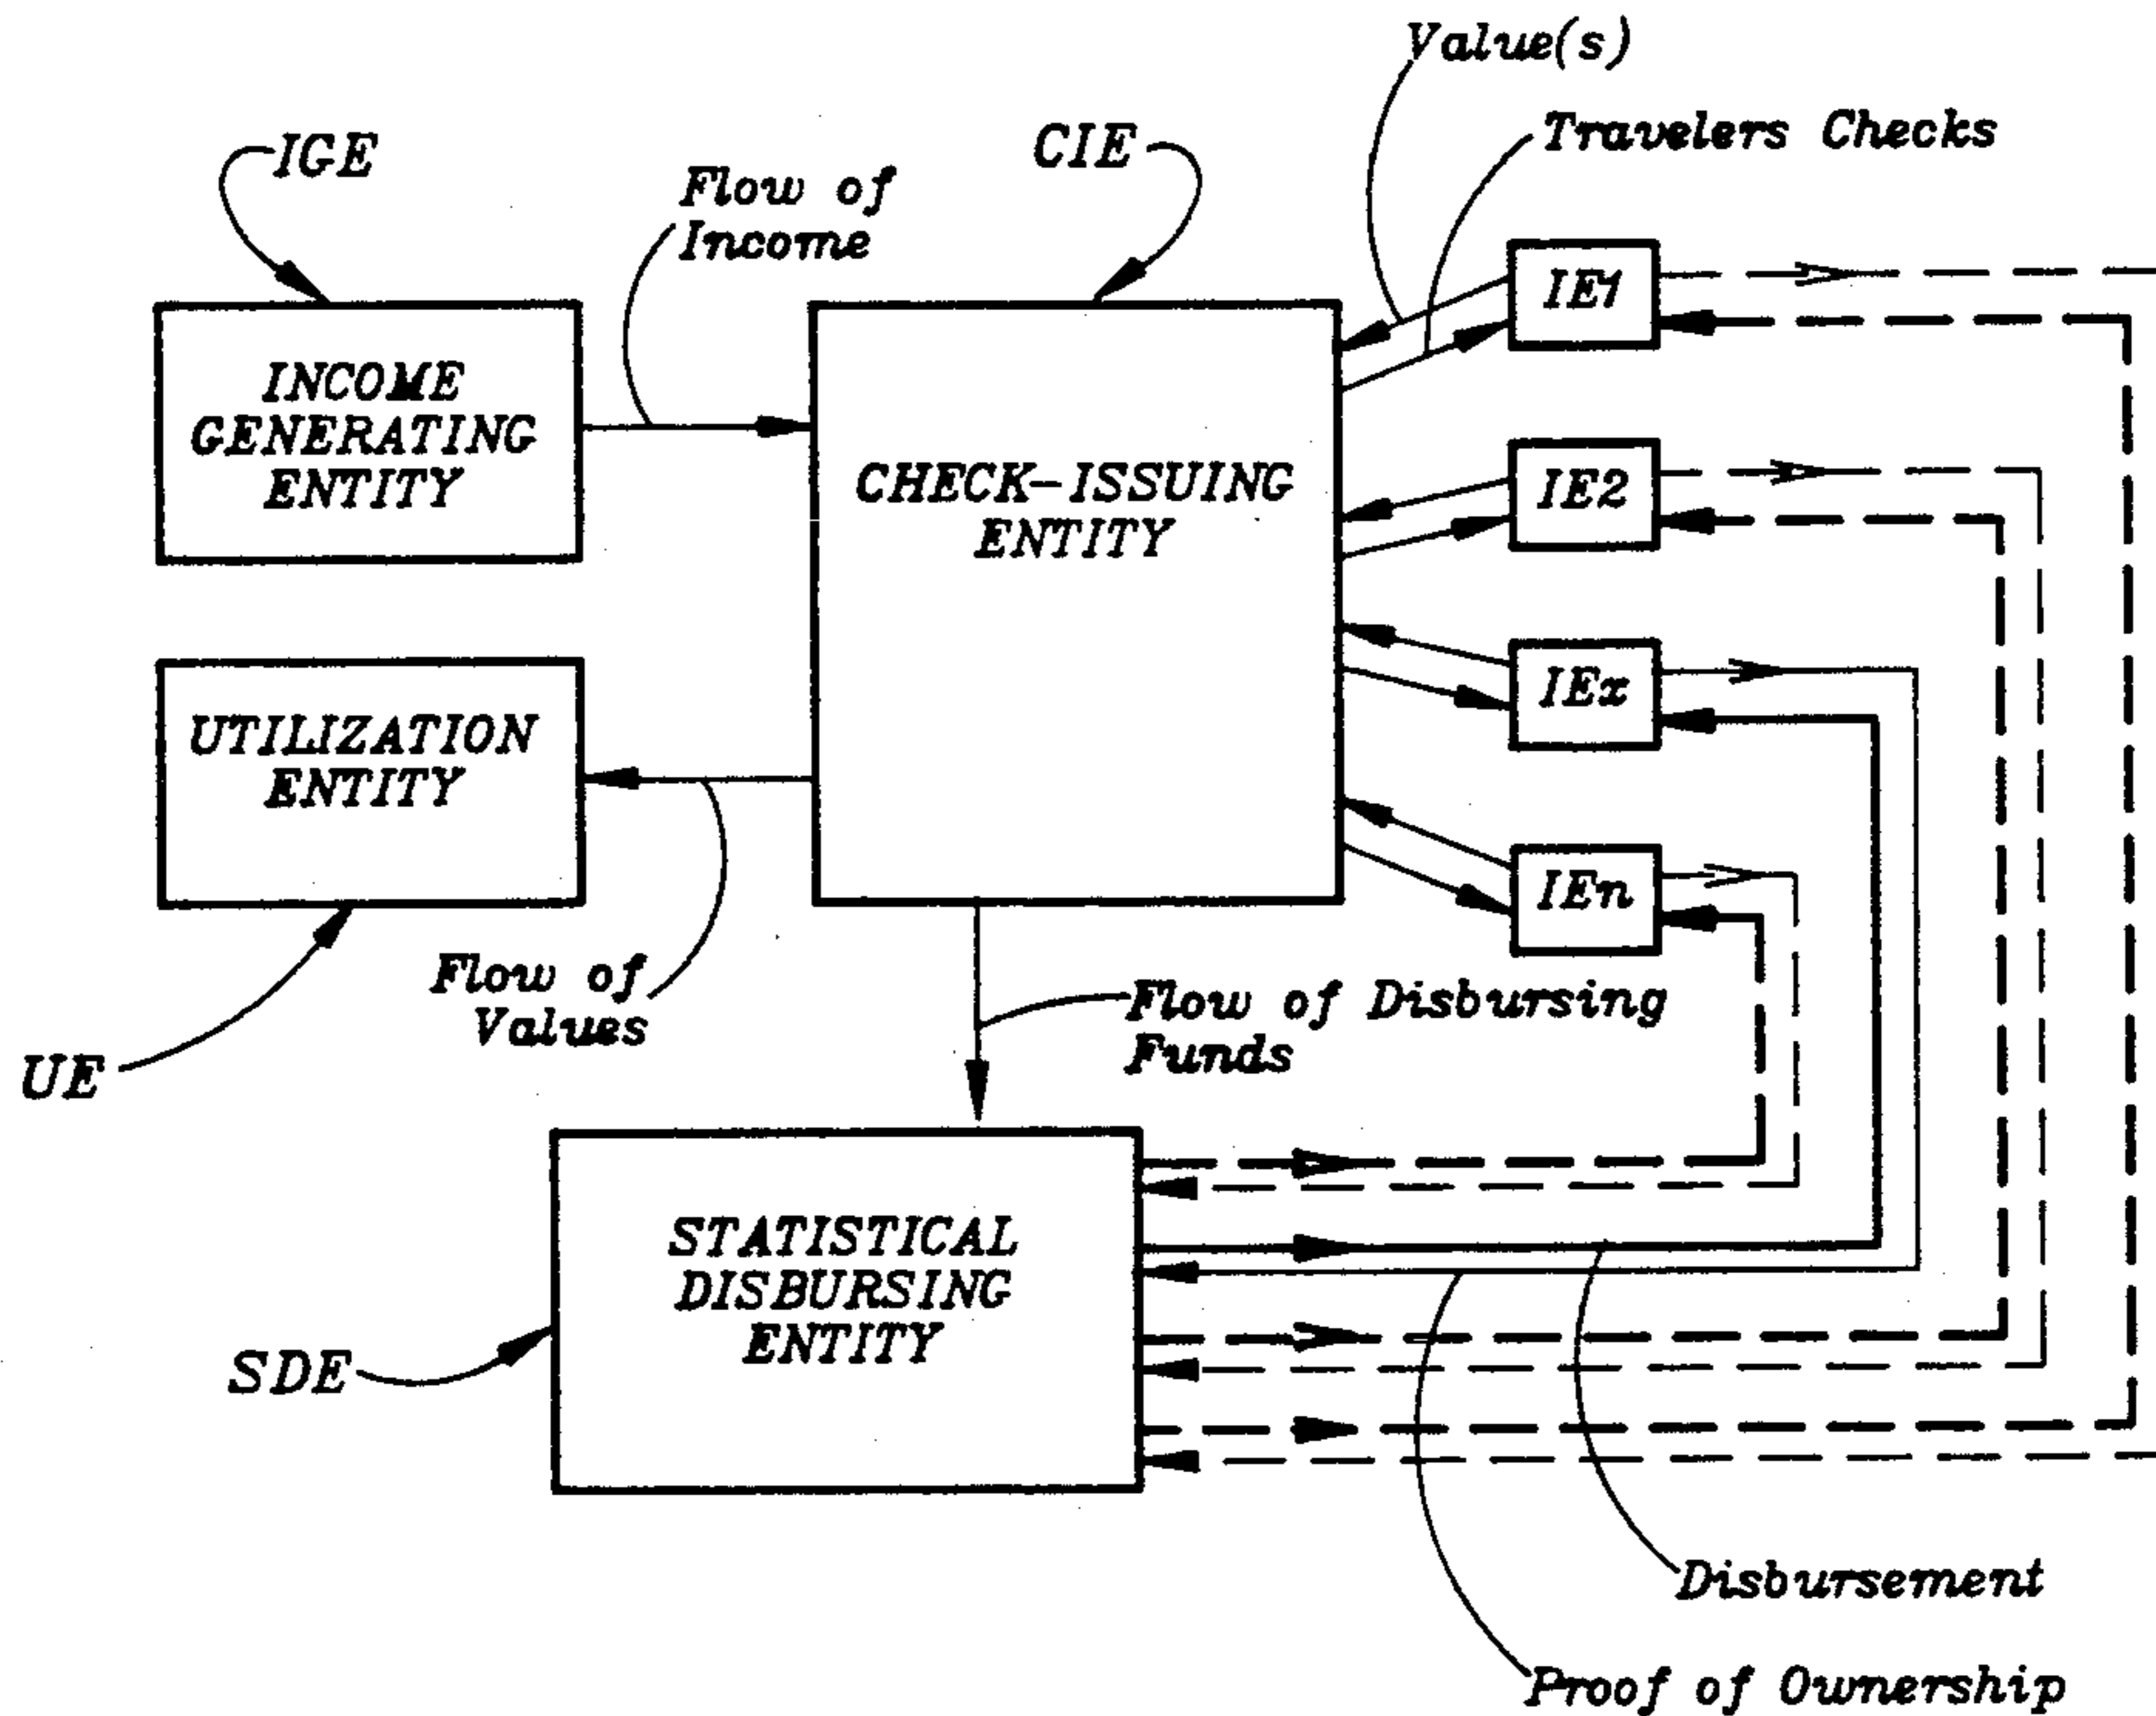 Value(s)
Travelers Checks
IGE
CIE
Flow of
Income
IE1
INCOME
GENERATING
ENTITY
CHECK-ISSUING
ENTITY
IE2
UTILIZATION
ENTITY
IEx
IEn
Flow of
Values
Flow of Disbursing
Funds
UE
STATISTICAL
DISBURSING
ENTITY
SDE
Disbursement
Proof of Ownership